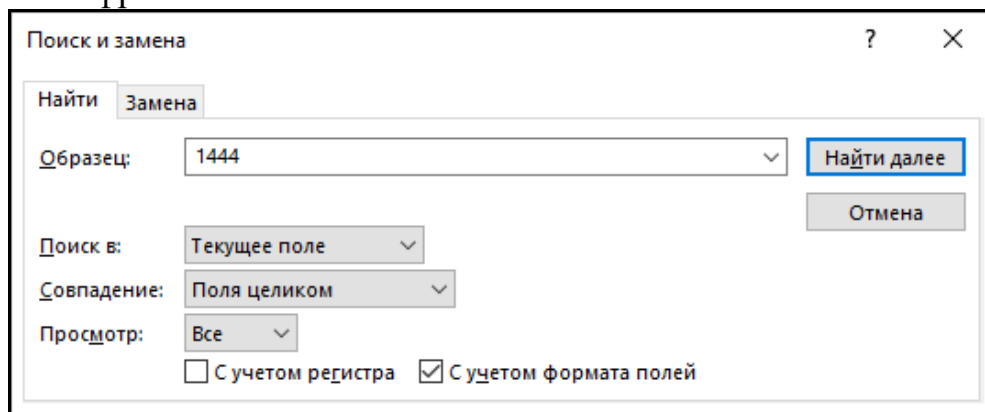 Поиск и замена ?
Найти Замена
Образец: 1444 Найти далее
Отмена
Поиск в: Текущее поле
Совпадение: Поля целиком
Просмотр: Все
С учетом регистра С учетом формата полей